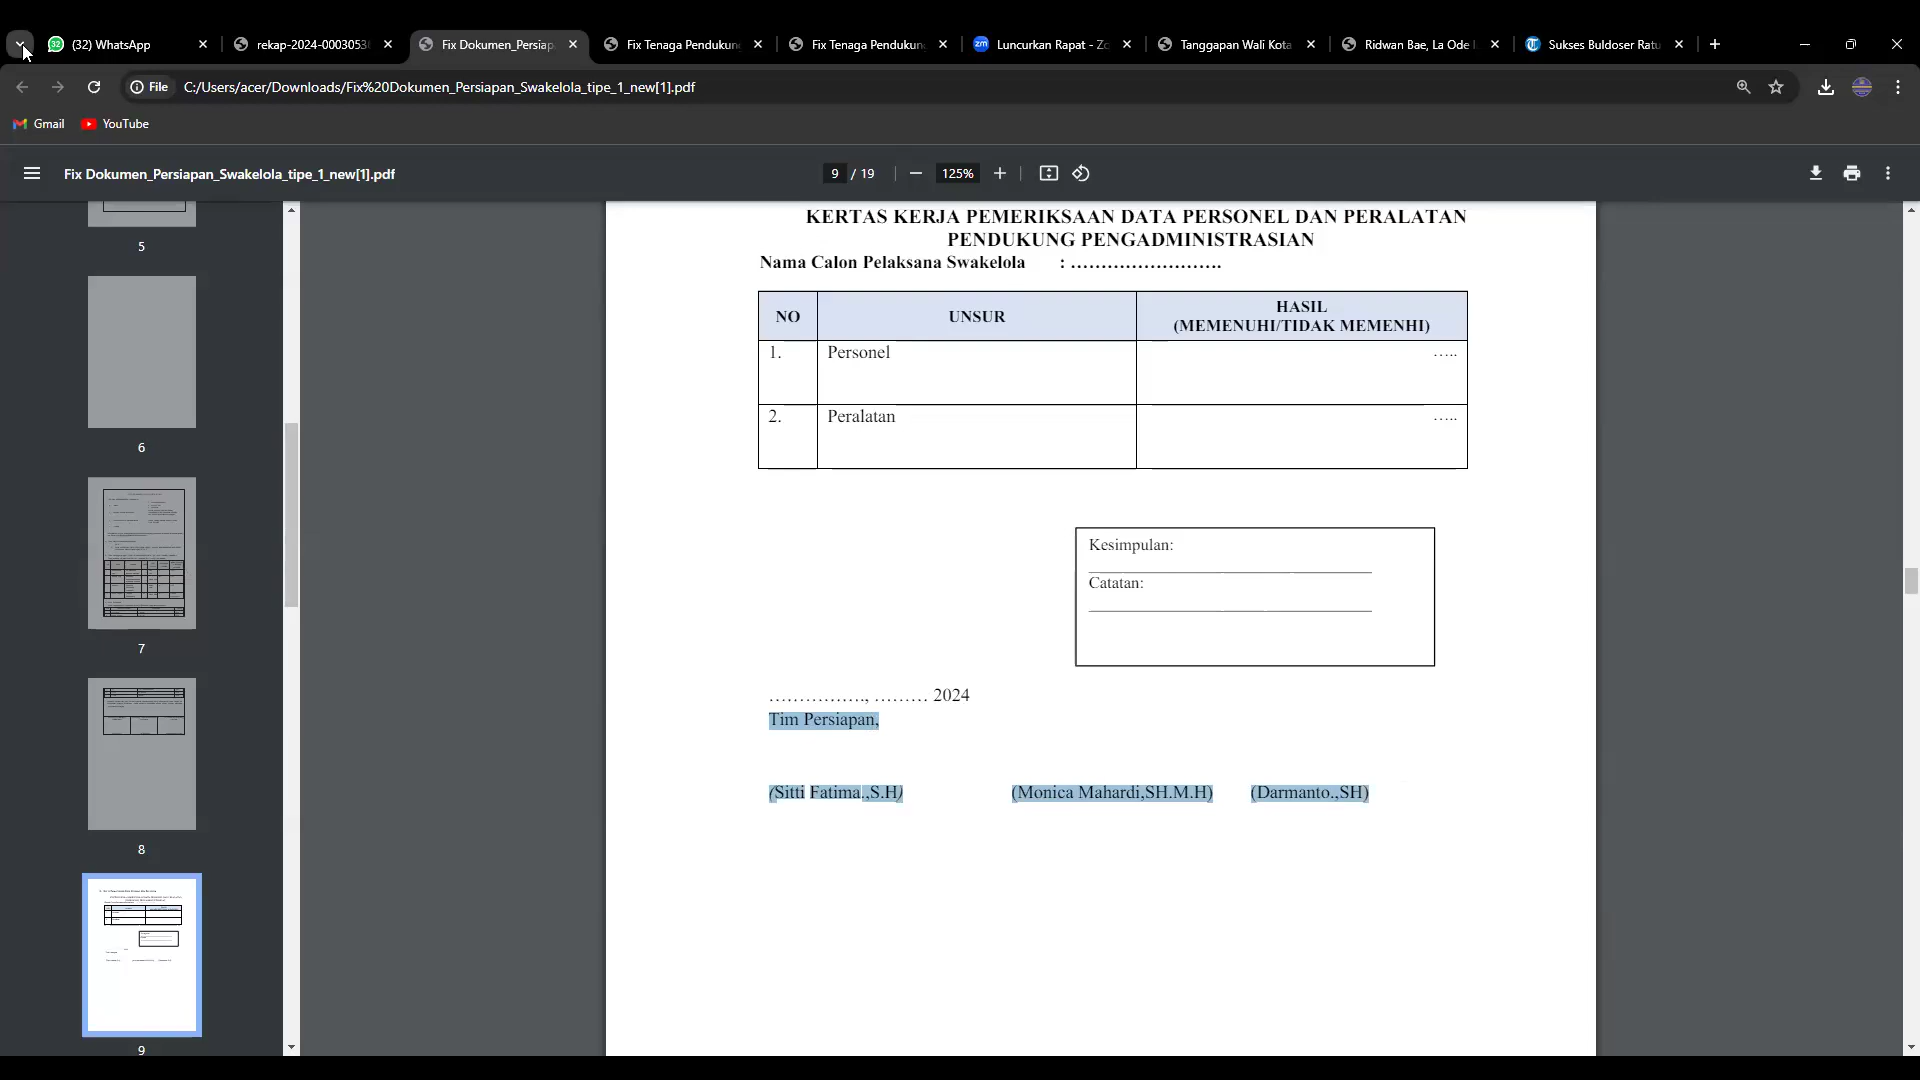 (32) WhatsApp
rekap-2024-00030538
Fix Dokumen_Persiap
Fix Tenaga Pendukun
Fix Tenaga Pendukun
Luncurkan Rapat - Zo
Tanggapan Wali Kota
Ridwan Bae, La Ode
Sukses Buldoser Ratu
File
C:/Users/acer/Downloads/Fix%20Dokumen_Persiapan_Swakelola_tipe_1_new[1].pdf
Gmail
YouTube
Fix Dokumen_Persiapan_Swakelola_tipe_1_new[1].pdf
9 / 19
125%
5
6
7
8
9
KERTAS KERJA PEMERIKSAAN DATA PERSONEL DAN PERALATAN
PENDUKUNG PENGADMINISTRASIAN
Nama Calon Pelaksana Swakelola : …………………….
NO UNSUR HASIL
(MEMENUHI/TIDAK MEMENHI)
1. Personel …..
2. Peralatan …..
Kesimpulan:
Catatan:
……………., ……… 2024
Tim Persiapan,
(Sitti Fatima.,S.H) (Monica Mahardi,SH.M.H) (Darmanto.,SH)